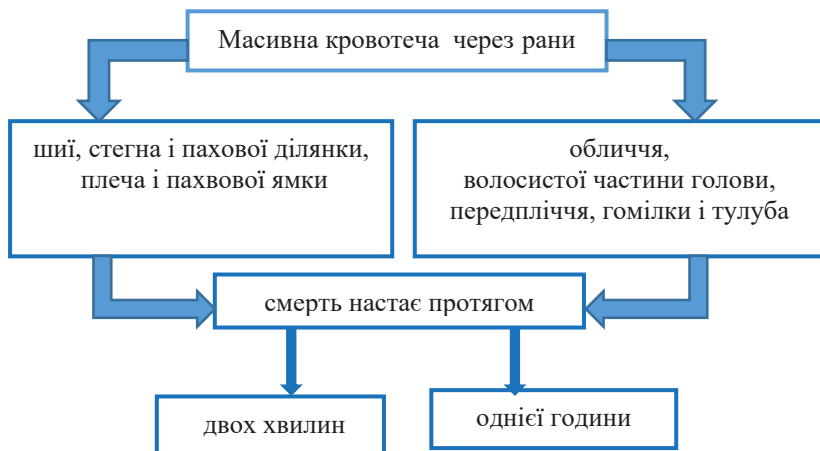 Масивна кровотеча через рани
шиї, стегна і пахової ділянки,
плеча і пахвової ямки
обличчя,
волосистої частини голови,
передпліччя, гомілки і тулуба
смерть настає протягом
двох хвилин
однієї години